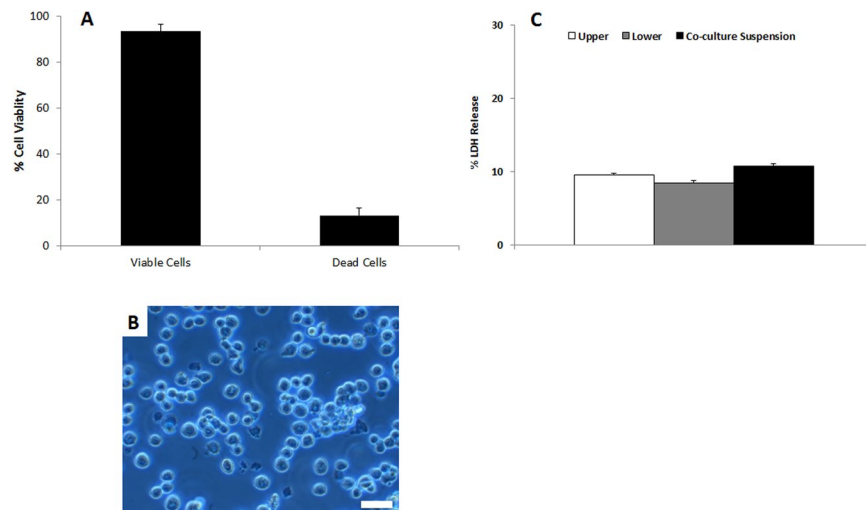 A
% Cell Viablity
100
80
60
40
20
0
Viable Cells Dead Cells
C
Upper Lower Co-culture Suspension
% LDH Release
30
20
10
0
B